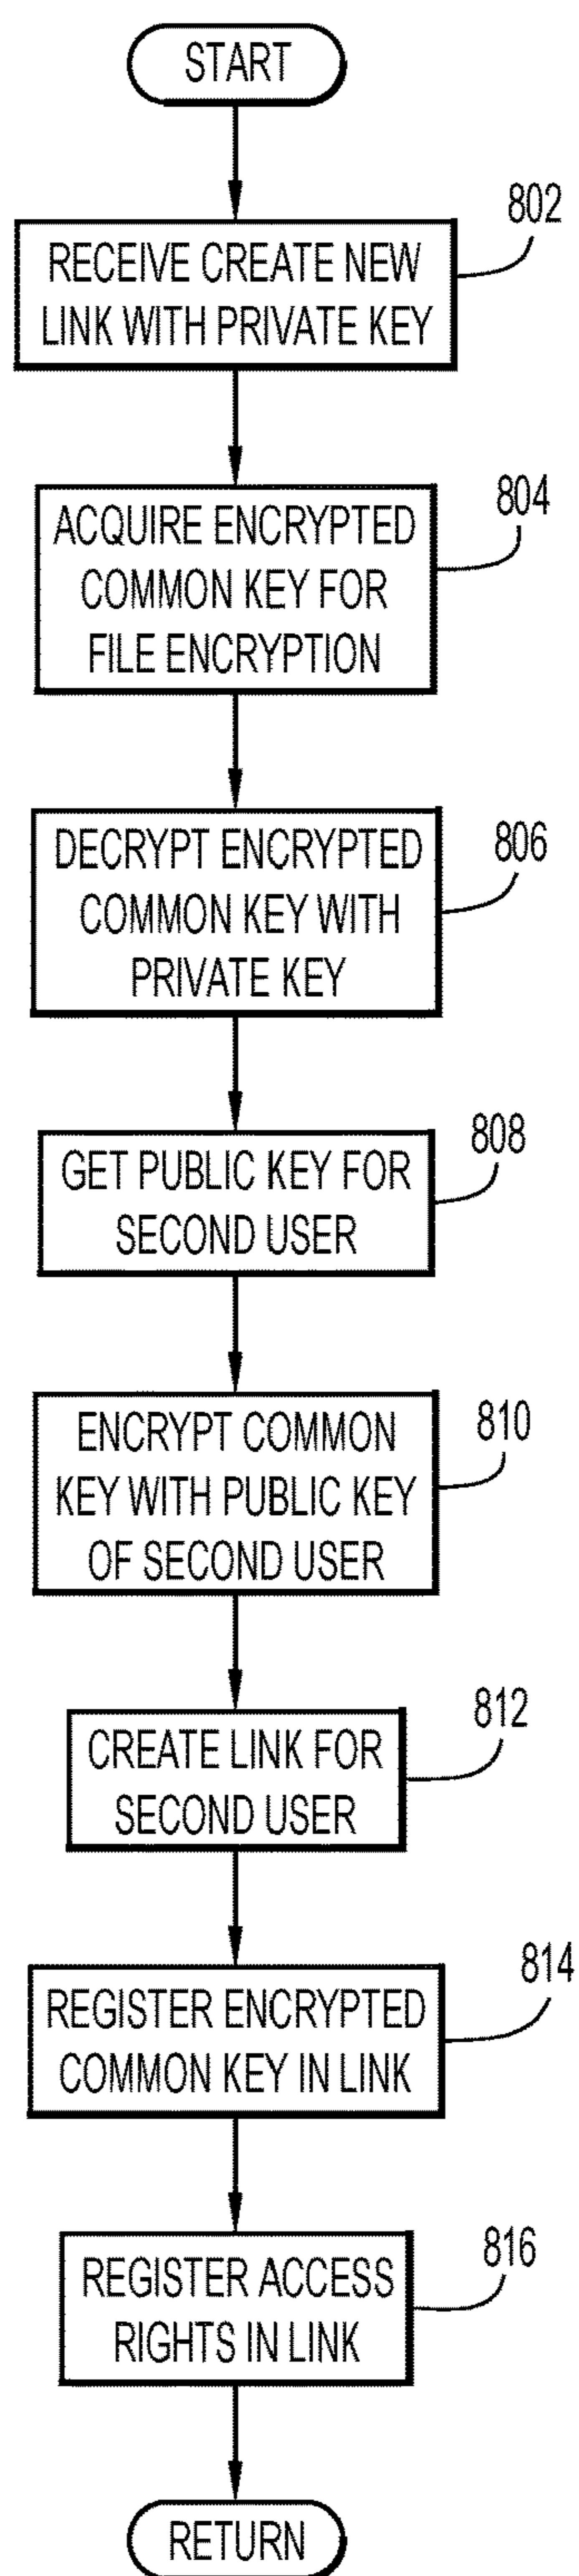 START
802
RECEIVE CREATE NEW
LINK WITH PRIVATE KEY
804
ACQUIRE ENCRYPTED
COMMON KEY FOR
FILE ENCRYPTION
806
DECRYPT ENCRYPTED
COMMON KEY WITH
PRIVATE KEY
808
GET PUBLIC KEY FOR
SECOND USER
810
ENCRYPT COMMON
KEY WITH PUBLIC KEY
OF SECOND USER
812
CREATE LINK FOR
SECOND USER
814
REGISTER ENCRYPTED
COMMON KEY IN LINK
816
REGISTER ACCESS
RIGHTS IN LINK
RETURN